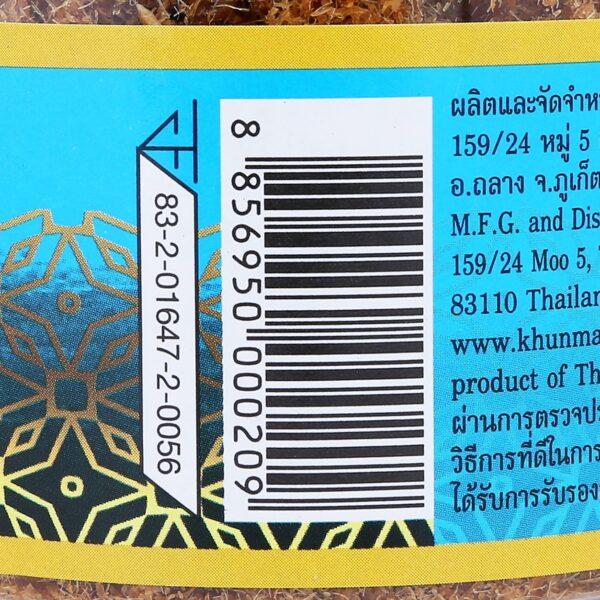 83-2-01647-2-0056
8 856950 000209
ผลิตและจัดจำ
159/24 หมู่ 5
อ.ถลาง จ.ภูเก็ต
M.F.G. and Dis
159/24 Moo 5,
83110 Thailan
www.khunma
product of Th
ผ่านการตรวจ
วิธีการที่ดีในการ
ได้รับการรับรอง